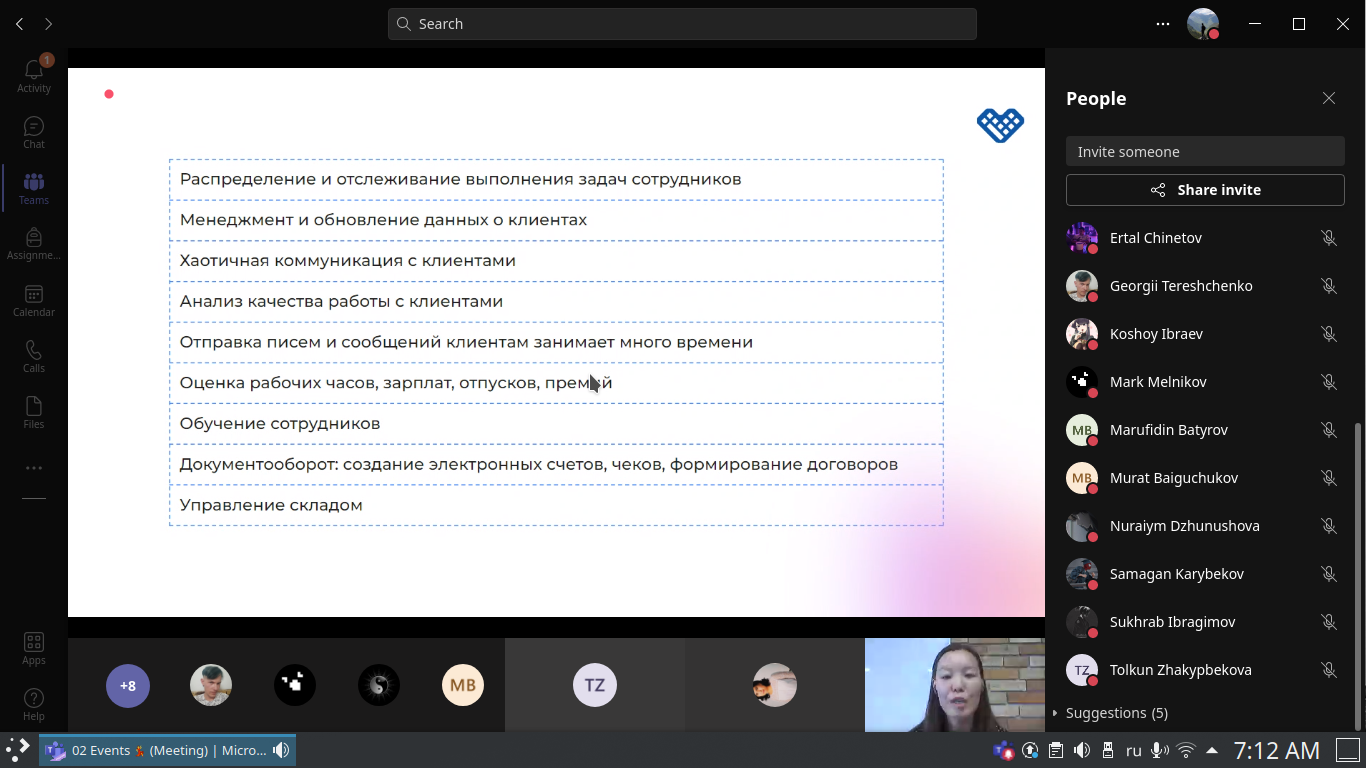 Search
1
Activity
Chat
Teams
Assignme...
Calendar
Calls
Files
Apps
Help
Распределение и отслеживание выполнения задач сотрудников
Менеджмент и обновление данных о клиентах
Хаотичная коммуникация с клиентами
Анализ качества работы с клиентами
Отправка писем и сообщений клиентам занимает много времени
Оценка рабочих часов, зарплат, отпусков, премий
Обучение сотрудников
Документооборот: создание электронных счетов, чеков, формирование договоров
Управление складом
+8
MB
TZ
People
Invite someone
Share invite
Ertal Chinetov
Georgii Tereshchenko
Koshoy Ibraev
Mark Melnikov
MB Marufidin Batyrov
MB Murat Baiguchukov
Nuraiym Dzhunushova
Samagan Karybekov
Sukhrab Ibragimov
TZ Tolkun Zhakypbekova
Suggestions (5)
02 Events 💃 (Meeting) | Micro...
ru
7:12 AM